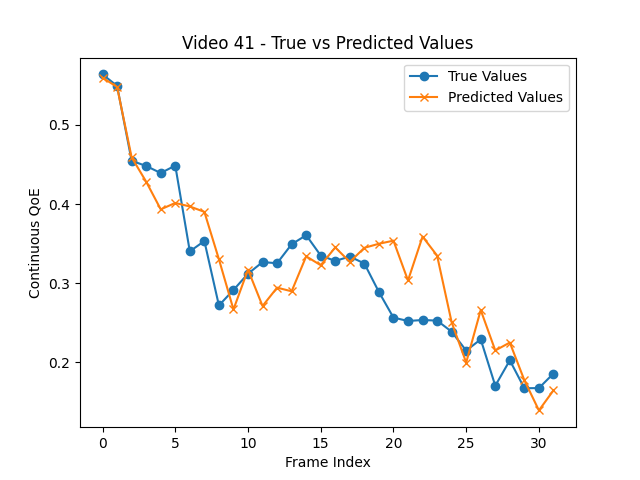 Video 41 - True vs Predicted Values
True Values
Predicted Values
Continuous QoE
0.5
0.4
0.3
0.2
0 5 10 15 20 25 30
Frame Index